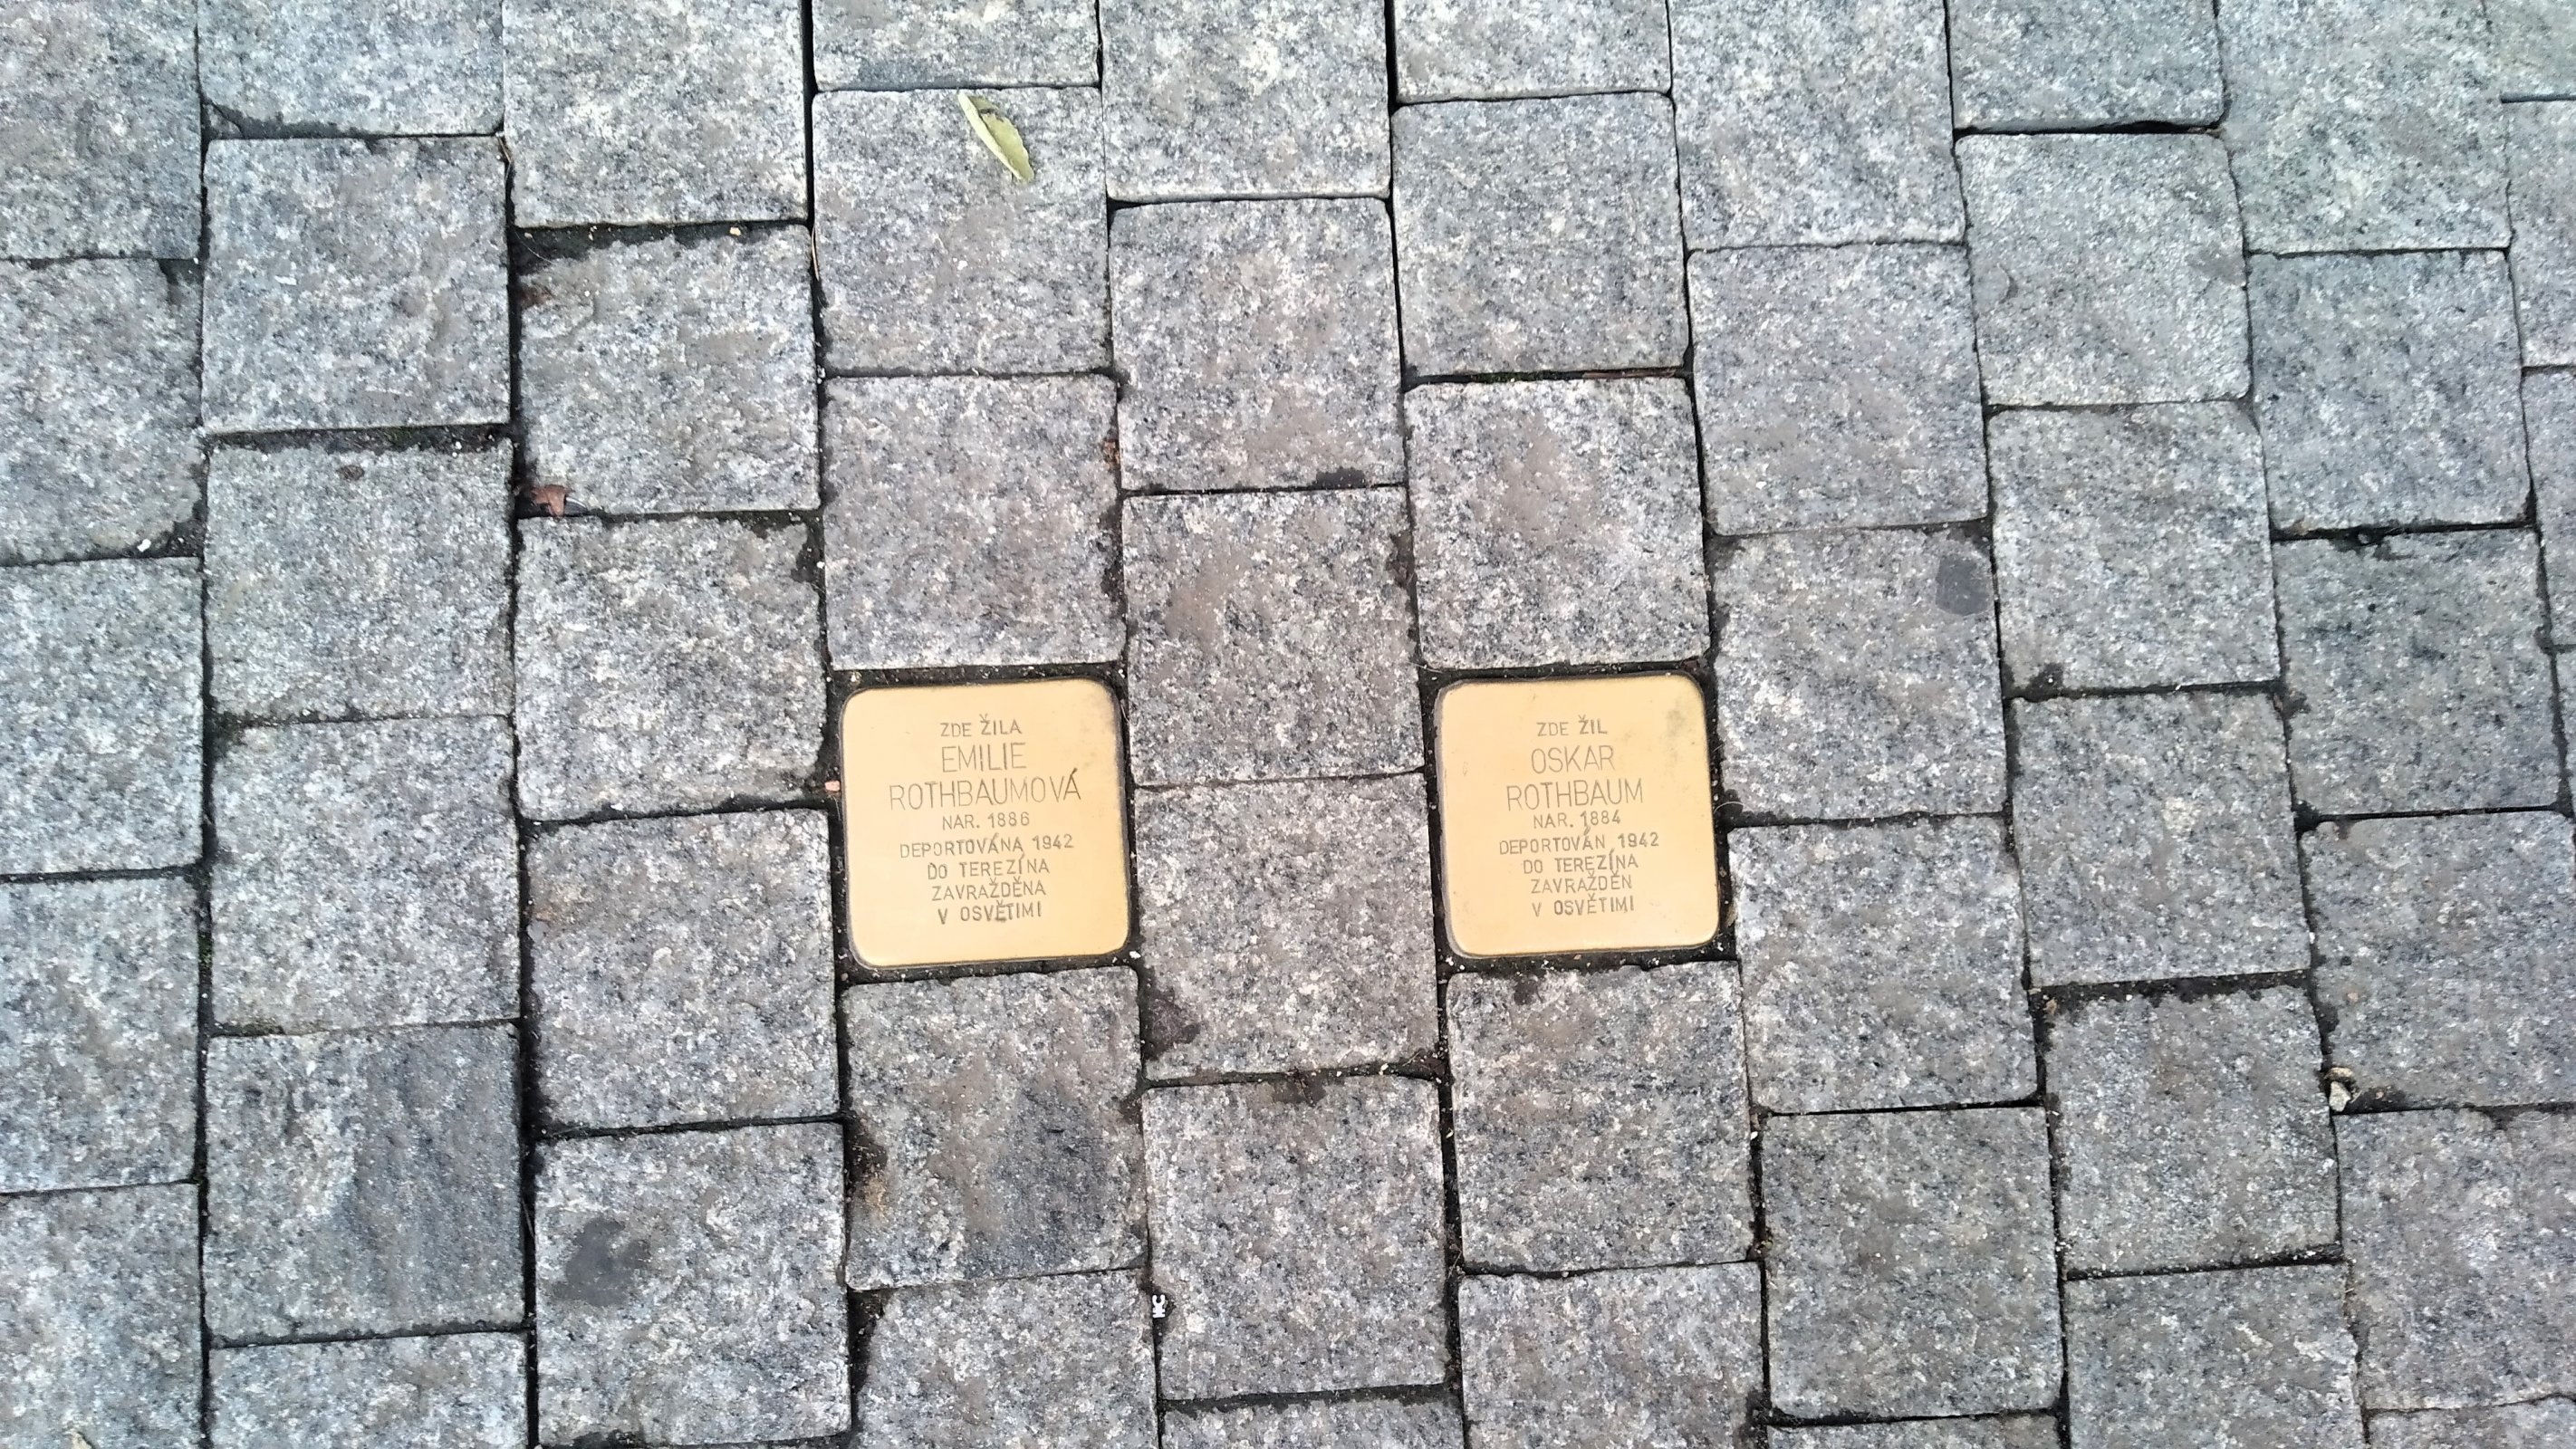 ZDE ŽILA
EMILIE
ROTHBAUMOVÁ
NAR. 1886
DEPORTOVÁNA 1942
DO TEREZÍNA
ZAVRAŽDĚNA
V OSVĚTIMI
ZDE ŽIL
OSKAR
ROTHBAUM
NAR. 1884
DEPORTOVÁN 1942
DO TEREZÍNA
ZAVRAŽDĚN
V OSVĚTIMI